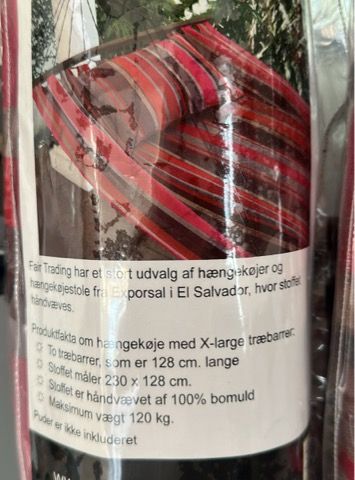 Fair Trading har et stort udvalg af hængekøjer og
hængekøjestole fra Exporsal i El Salvador, hvor stoffet
håndvæves.
Produktfakta om hængekøje med X-large træbarrer:
To træbarrer, som er 128 cm. lange
Stoffet måler 230 x 128 cm.
Stoffet er håndvævet af 100% bomuld
Maksimum vægt 120 kg.
Puder er ikke inkluderet